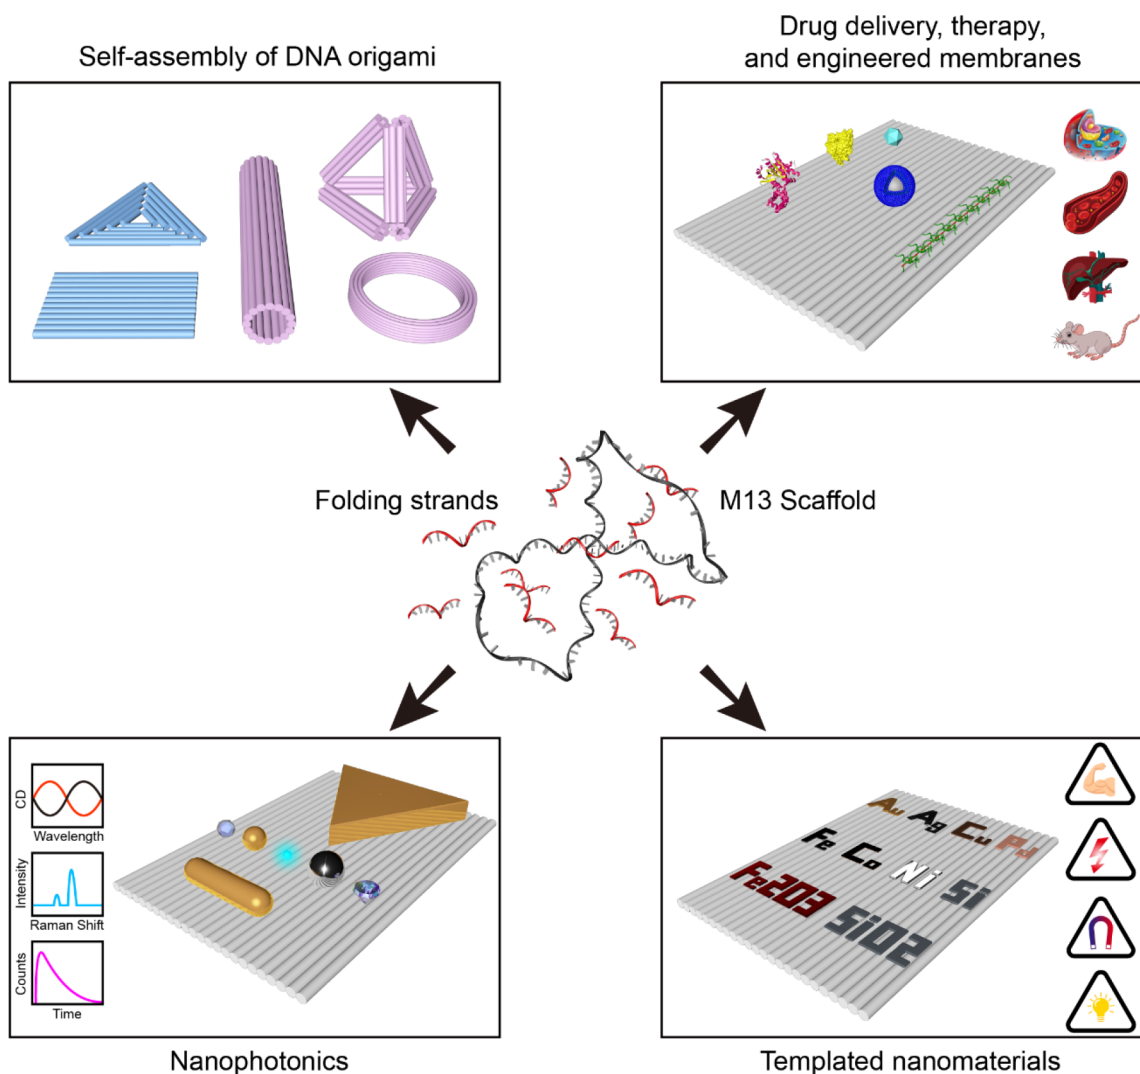 Self-assembly of DNA origami
Drug delivery, therapy,
and engineered membranes
Folding strands
M13 Scaffold
CD
Wavelength
Intensity
Raman Shift
Counts
Time
Nanophotonics
Au Ag Cu Pd
Fe Co Ni Si
Fe2O3 SiO2
Templated nanomaterials